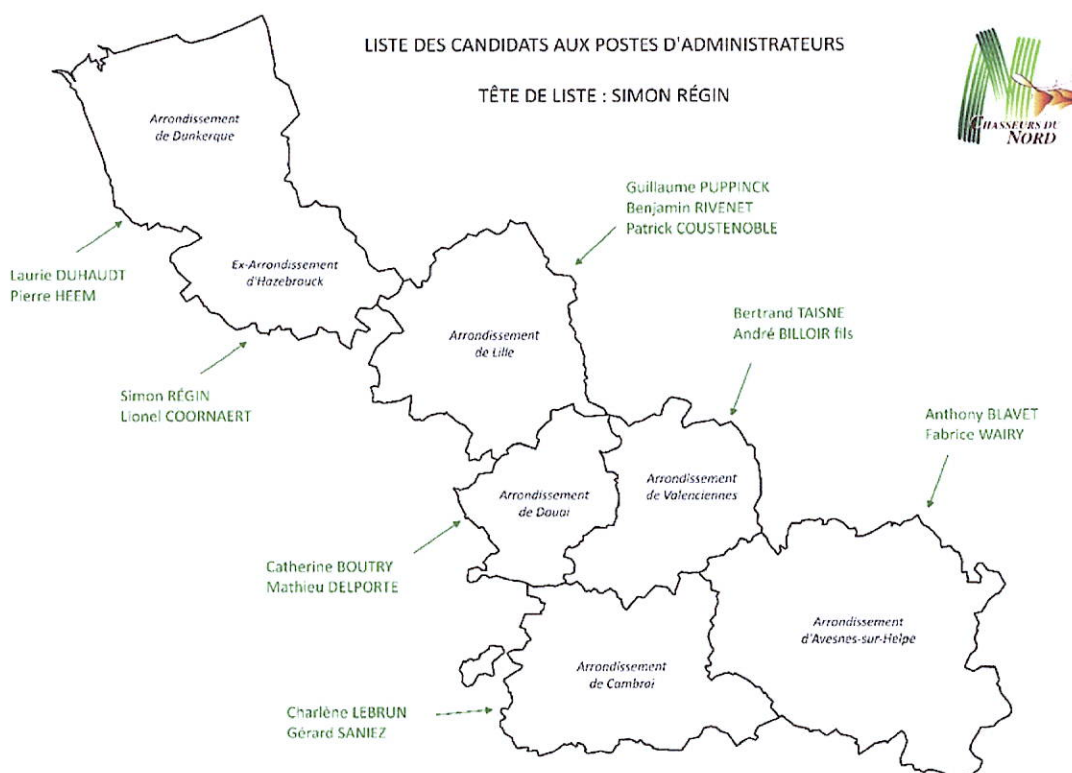 LISTE DES CANDIDATS AUX POSTES D'ADMINISTRATEURS
TÊTE DE LISTE : SIMON RÉGIN
CHASSEURS DU
NORD
Arrondissement
de Dunkerque
Guillaume PUPPINCK
Benjamin RIVENET
Patrick COUSTENOBLE
Laurie DUHAUDT
Pierre HEEM
Ex-Arrondissement
d'Hazebrouck
Bertrand TAISNE
André BILLOIR fils
Arrondissement
de Lille
Simon RÉGIN
Lionel COORNAERT
Anthony BLAVET
Fabrice WAIRY
Arrondissement
de Douai
Arrondissement
de Valenciennes
Catherine BOUTRY
Mathieu DELPORTE
Arrondissement
d'Avesnes-sur-Helpe
Arrondissement
de Cambrai
Charlène LEBRUN
Gérard SANIEZ